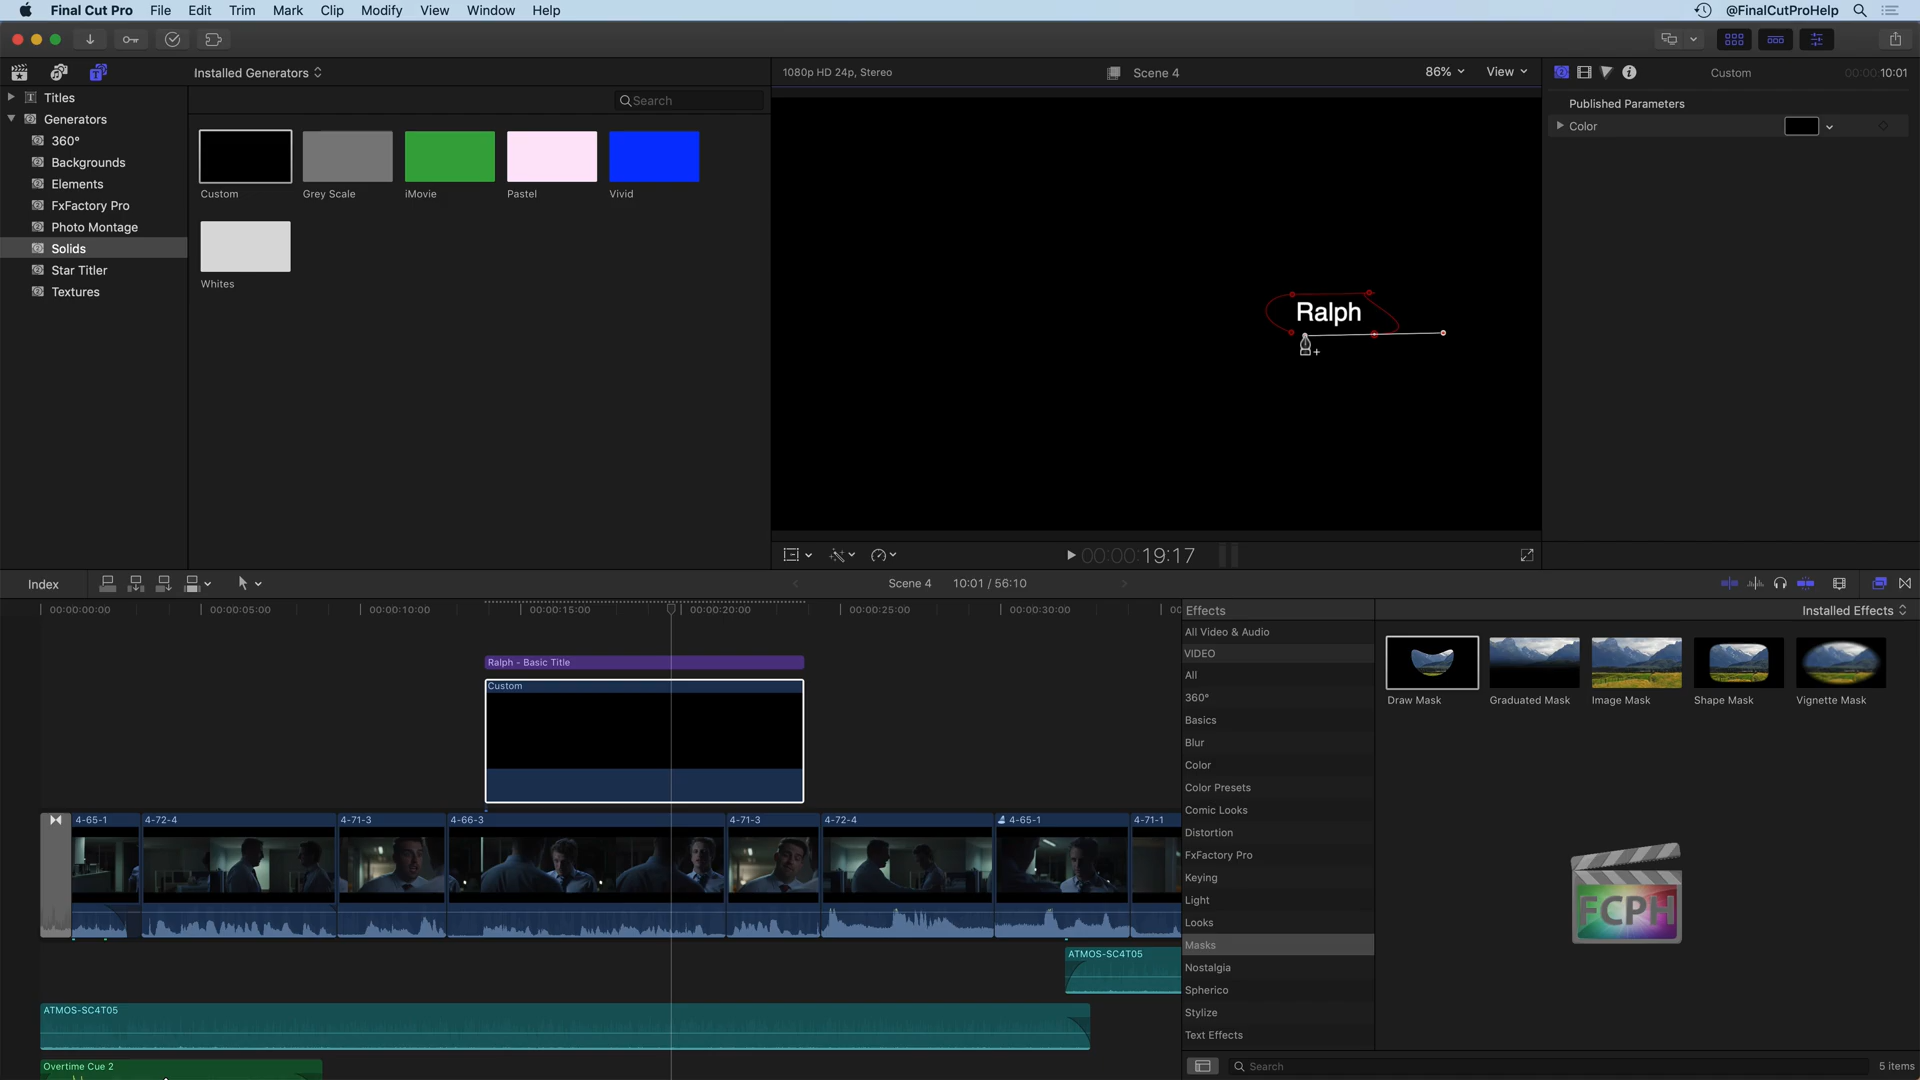 Final Cut Pro File Edit Trim Mark Clip Modify View Window Help @FinalCutProHelp
Installed Generators
1080p HD 24p, Stereo Scene 4 86% View
Custom 00:00:10:01
Titles
Generators
360°
Backgrounds
Elements
FxFactory Pro
Photo Montage
Solids
Star Titler
Textures
Search
Custom Grey Scale iMovie Pastel Vivid
Whites
Ralph
Published Parameters
Color
00:00:19:17
Index
Scene 4 10:01 / 56:10
00:00:00:00 00:00:05:00 00:00:10:00 00:00:15:00 00:00:20:00 00:00:25:00 00:00:30:00
Ralph - Basic Title
Custom
4-65-1 4-72-4 4-71-3 4-66-3 4-71-3 4-72-4 4-65-1 4-71-1
ATMOS-SC4T05
ATMOS-SC4T05
Overtime Cue 2
Effects
Installed Effects
All Video & Audio
VIDEO
All
360°
Basics
Blur
Color
Color Presets
Comic Looks
Distortion
FxFactory Pro
Keying
Light
Looks
Masks
Nostalgia
Spherico
Stylize
Text Effects
Draw Mask Graduated Mask Image Mask Shape Mask Vignette Mask
FCPH
Search
5 items